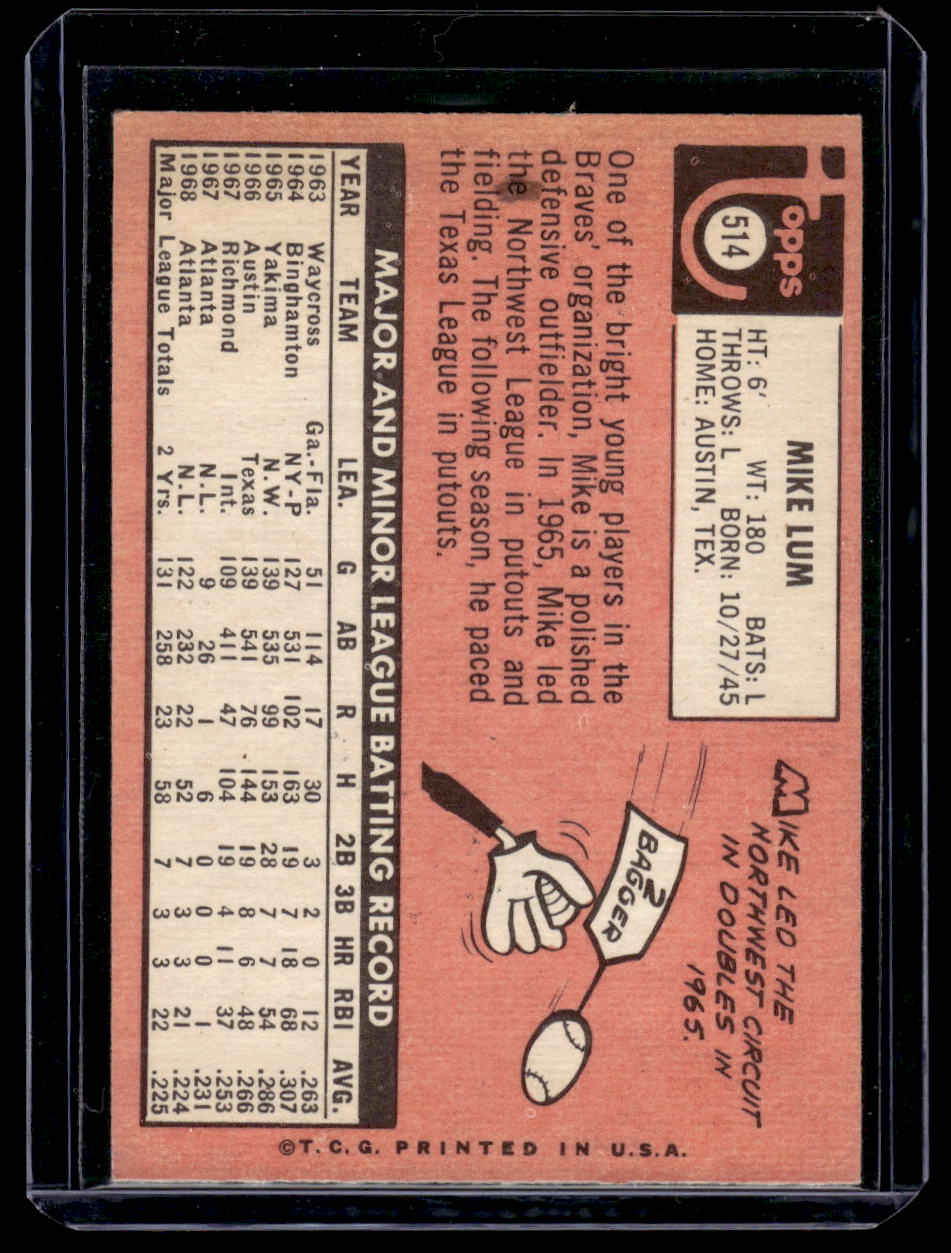 Topps
514
MIKE LUM
HT: 6' WT: 180 BATS: L
THROWS: L BORN: 10/27/45
HOME: AUSTIN, TEX.
One of the bright young players in the
Braves' organization, Mike is a polished
defensive outfielder. In 1965, Mike led
the Northwest League in putouts and
fielding. The following season, he paced
the Texas League in putouts.
MIKE LED THE
NORTHWEST CIRCUIT
IN DOUBLES IN
1965.
2
BAGGER
MAJOR AND MINOR LEAGUE BATTING RECORD
YEAR TEAM LEA. G AB R H 2B 3B HR RBI AVG.
1963 Waycross Ga.-Fla. 51 114 17 30 3 2 0 12 .263
1964 Binghamton NY-P 127 531 102 163 19 7 18 68 .307
1965 Yakima N.W. 139 535 99 153 28 7 7 54 .286
1966 Austin Texas 139 541 76 144 19 8 6 48 .266
1967 Richmond Int. 109 411 47 104 19 4 11 37 .253
1967 Atlanta N.L. 9 26 1 6 0 0 0 1 .231
1968 Atlanta N.L. 122 232 22 52 7 3 3 21 .224
Major League Totals 2 Yrs. 131 258 23 58 7 3 3 22 .225
©T.C.G. PRINTED IN U.S.A.